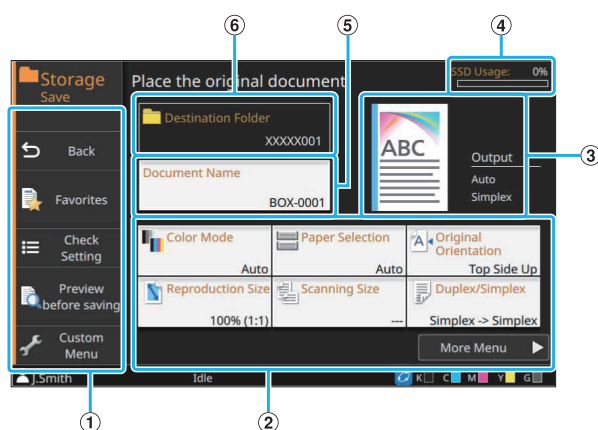 6
5
4
Storage
Save
Place the original document
SSD Usage: 0%
Destination Folder
XXXXX001
3
ABC
Output
Auto
Simplex
Back
Document Name
BOX-0001
Favorites
Check
Setting
Color Mode
Auto
Paper Selection
Auto
Original
Orientation
Top Side Up
Preview
before saving
Reproduction Size
100% (1:1)
Scanning Size
---
Duplex/Simplex
Simplex -> Simplex
Custom
Menu
More Menu
J.Smith
Idle
K C M Y G
1
2